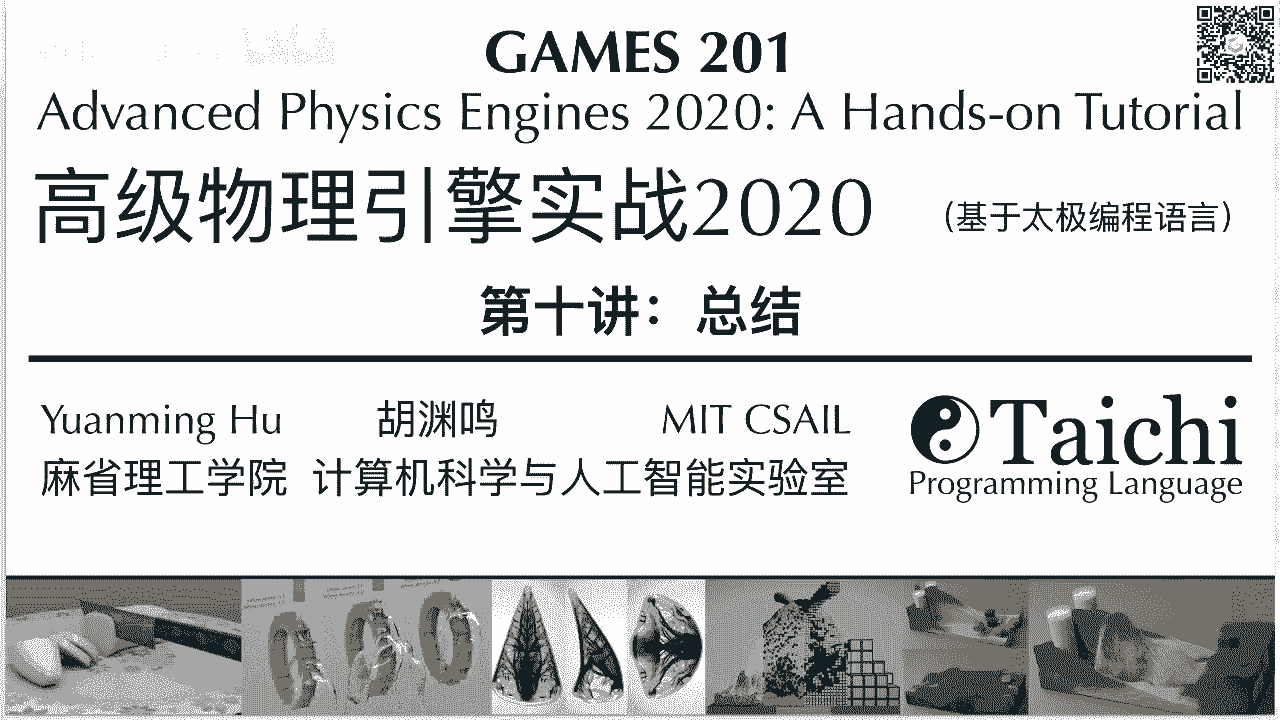 GAMES 201
Advanced Physics Engines 2020: A Hands-on Tutorial
高级物理引擎实战2020 (基于太极编程语言)
第十讲：总结
Yuanming Hu 胡渊鸣 MIT CSAIL
麻省理工学院 计算机科学与人工智能实验室
Taichi
Programming Language